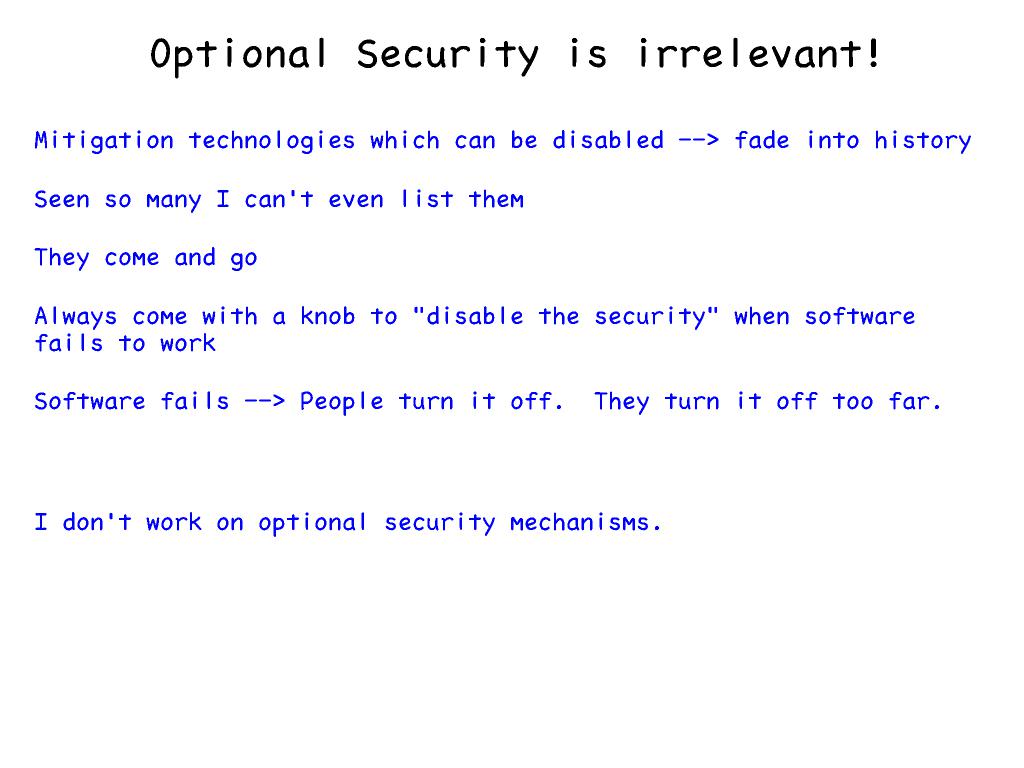 Optional Security is irrelevant!
Mitigation technologies which can be disabled --> fade into history
Seen so many I can't even list them
They come and go
Always come with a knob to "disable the security" when software
fails to work
Software fails --> People turn it off.  They turn it off too far.
I don't work on optional security mechanisms.